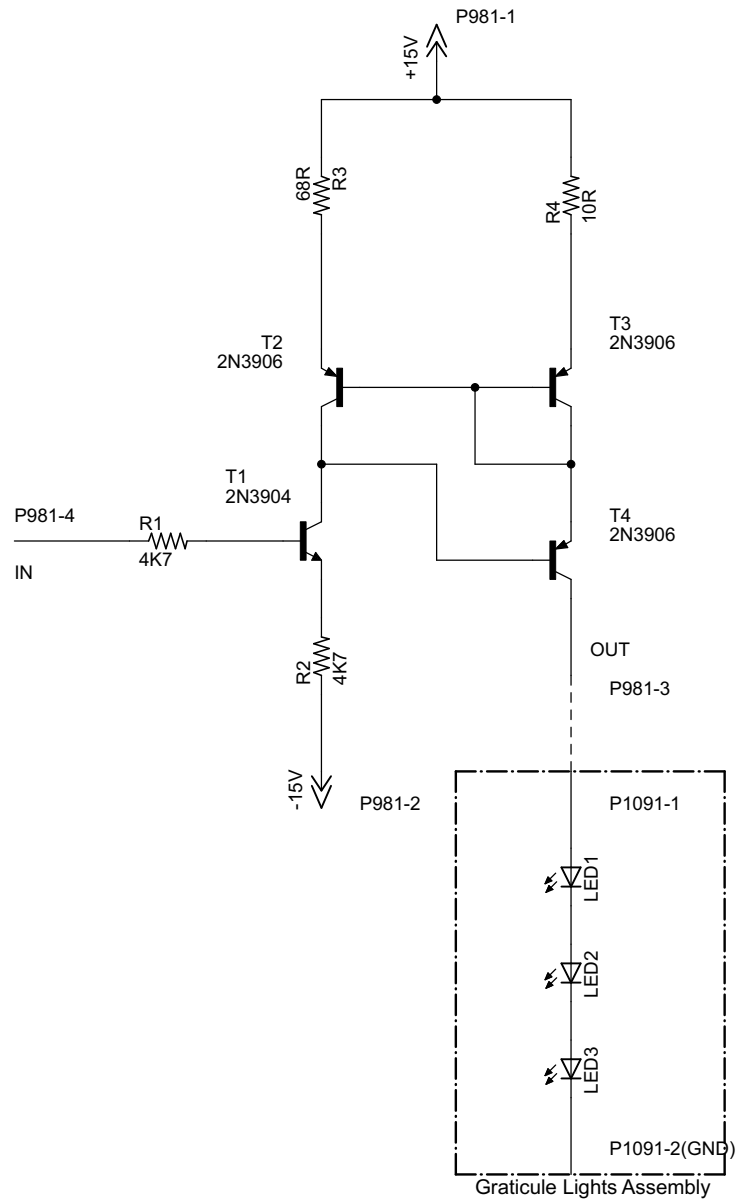 P981-1
+15V
68R
R3
R4
10R
T2
2N3906
T3
2N3906
T1
2N3904
P981-4
R1
4K7
IN
T4
2N3906
R2
4K7
OUT
P981-3
-15V
P981-2
P1091-1
LED1
LED2
LED3
P1091-2(GND)
Graticule Lights Assembly